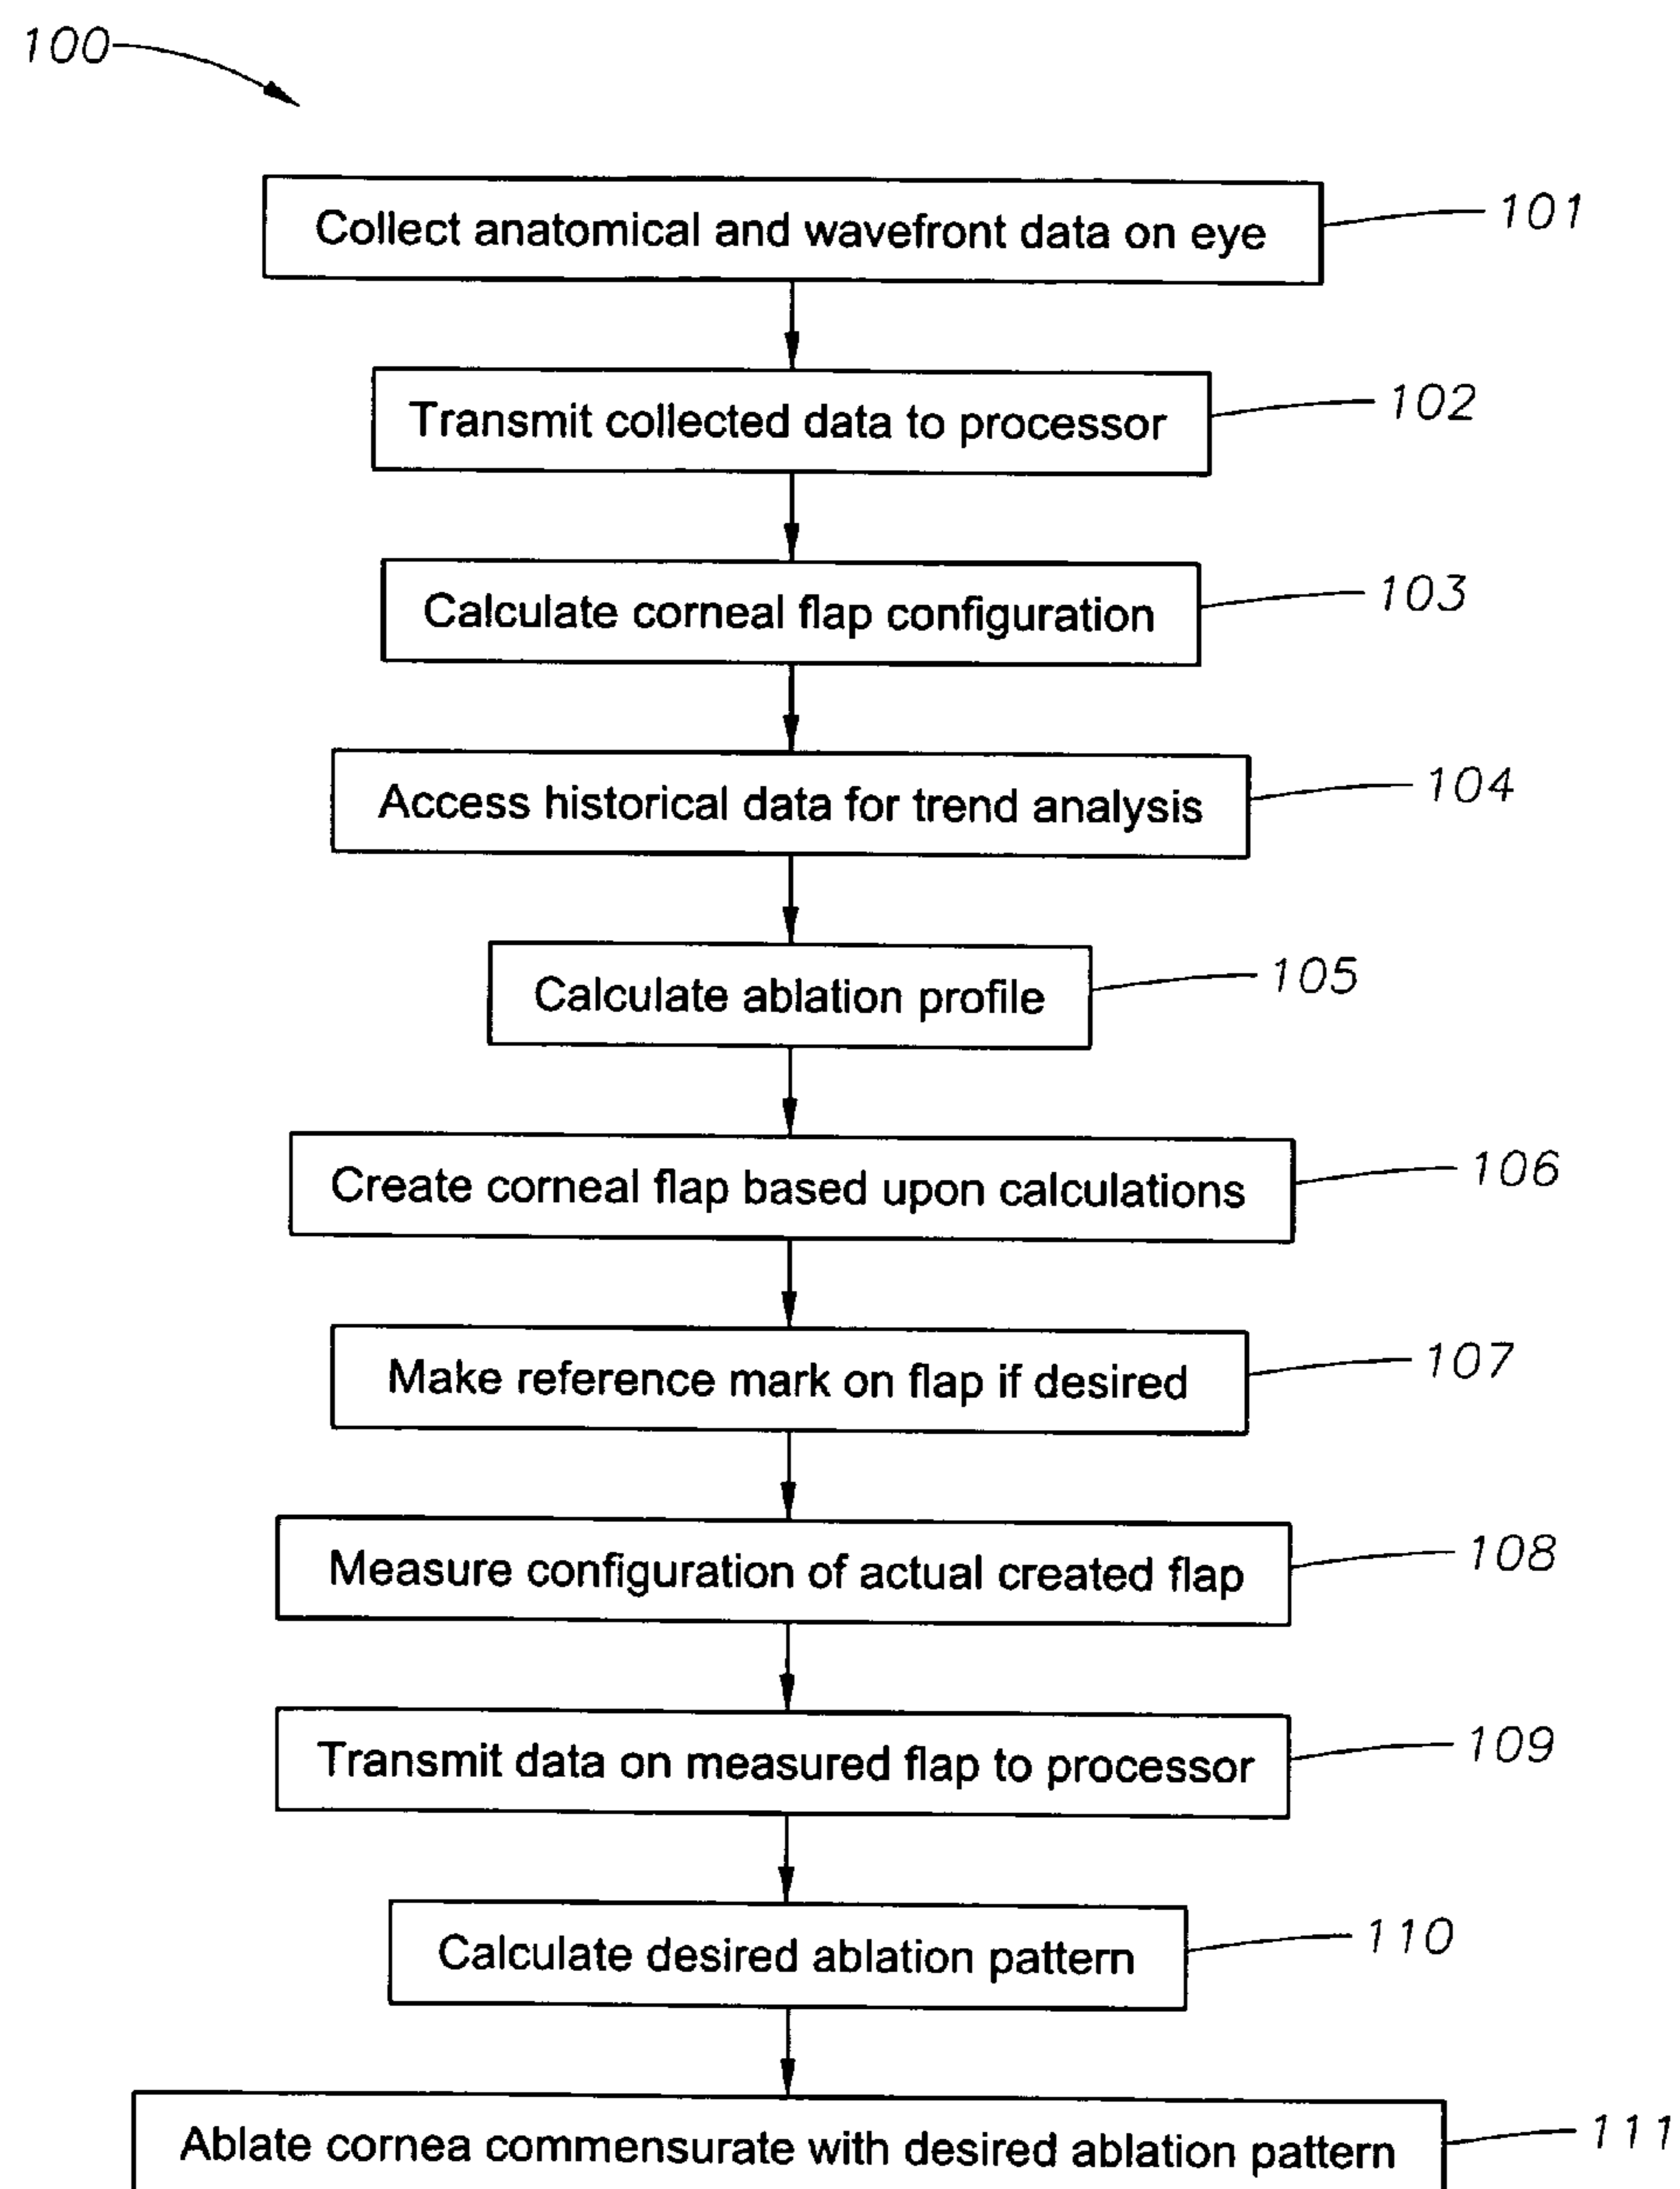 100
Collect anatomical and wavefront data on eye 101
Transmit collected data to processor 102
Calculate corneal flap configuration 103
Access historical data for trend analysis 104
Calculate ablation profile 105
Create corneal flap based upon calculations 106
Make reference mark on flap if desired 107
Measure configuration of actual created flap 108
Transmit data on measured flap to processor 109
Calculate desired ablation pattern 110
Ablate cornea commensurate with desired ablation pattern 111